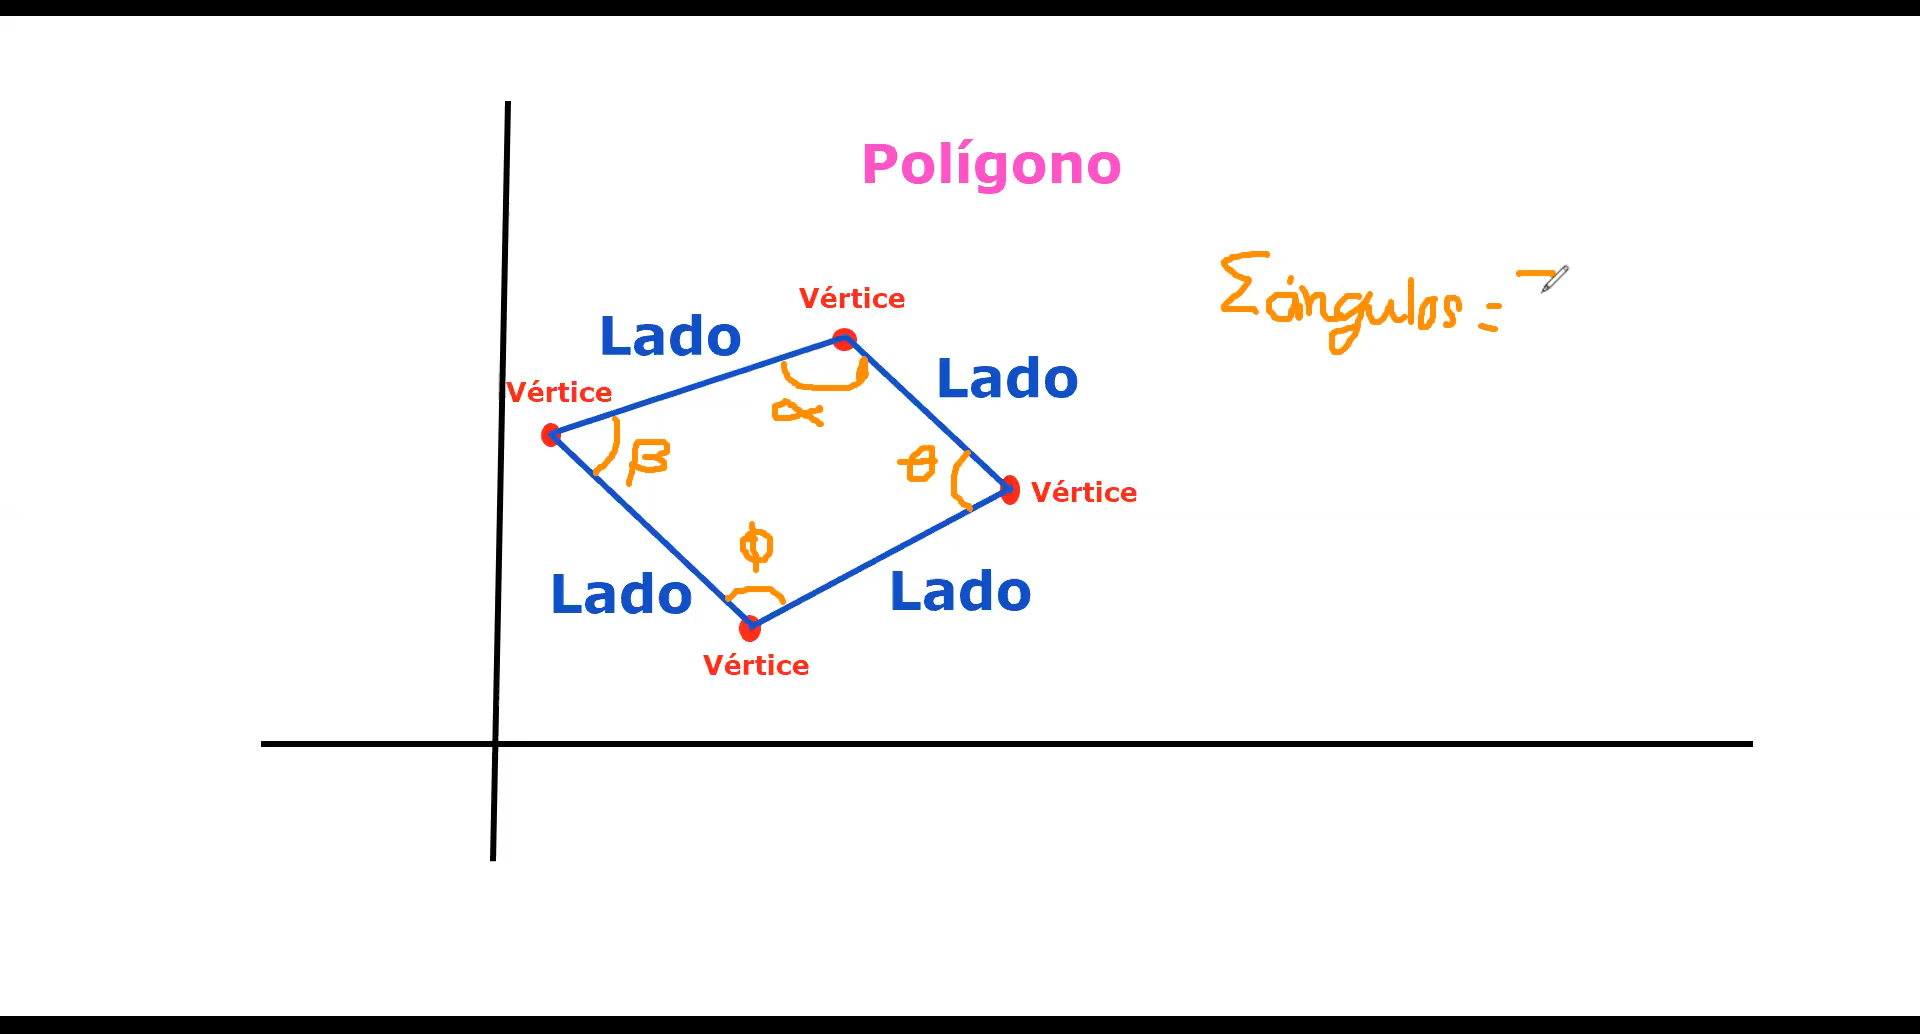 Polígono
Σángulos =
Vértice
Lado
Lado
Vértice
α
β
θ
Vértice
ϕ
Lado
Lado
Vértice